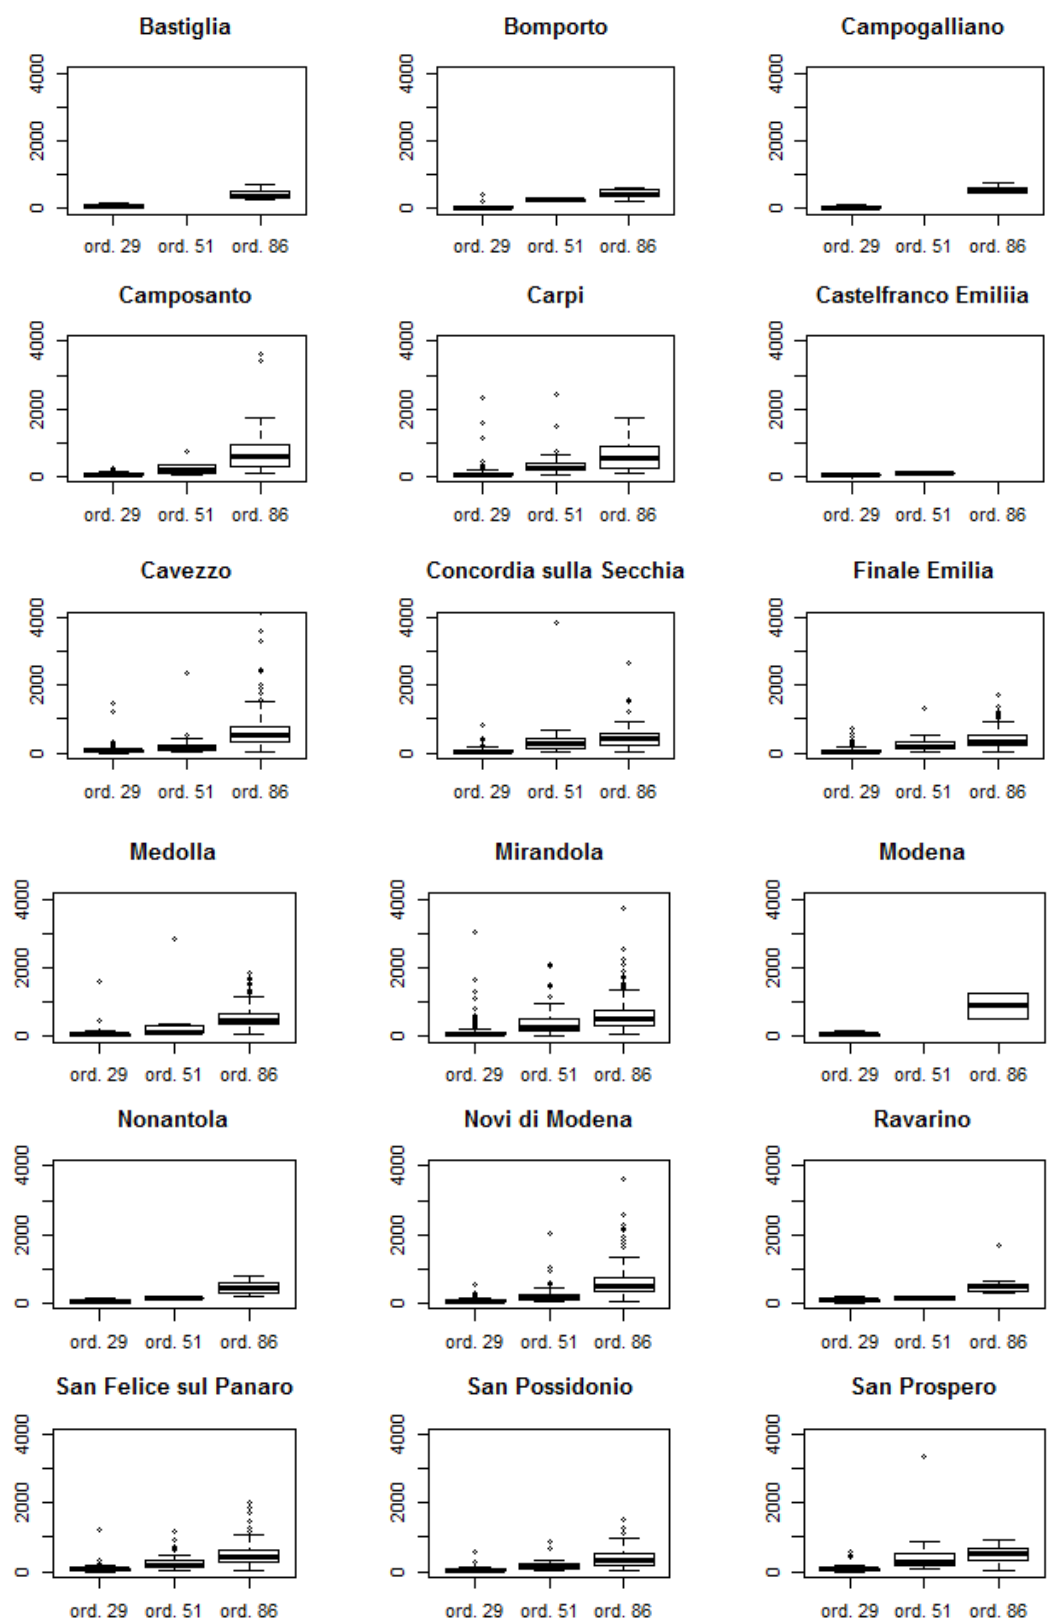 Bastiglia Bomporto Campogalliano
0 2000 4000 0 2000 4000 0 2000 4000
ord. 29 ord. 51 ord. 86 ord. 29 ord. 51 ord. 86 ord. 29 ord. 51 ord. 86
Camposanto Carpi Castelfranco Emiliia
0 2000 4000 0 2000 4000 0 2000 4000
ord. 29 ord. 51 ord. 86 ord. 29 ord. 51 ord. 86 ord. 29 ord. 51 ord. 86
Cavezzo Concordia sulla Secchia Finale Emilia
0 2000 4000 0 2000 4000 0 2000 4000
ord. 29 ord. 51 ord. 86 ord. 29 ord. 51 ord. 86 ord. 29 ord. 51 ord. 86
Medolla Mirandola Modena
0 2000 4000 0 2000 4000 0 2000 4000
ord. 29 ord. 51 ord. 86 ord. 29 ord. 51 ord. 86 ord. 29 ord. 51 ord. 86
Nonantola Novi di Modena Ravarino
0 2000 4000 0 2000 4000 0 2000 4000
ord. 29 ord. 51 ord. 86 ord. 29 ord. 51 ord. 86 ord. 29 ord. 51 ord. 86
San Felice sul Panaro San Possidonio San Prospero
0 2000 4000 0 2000 4000 0 2000 4000
ord. 29 ord. 51 ord. 86 ord. 29 ord. 51 ord. 86 ord. 29 ord. 51 ord. 86